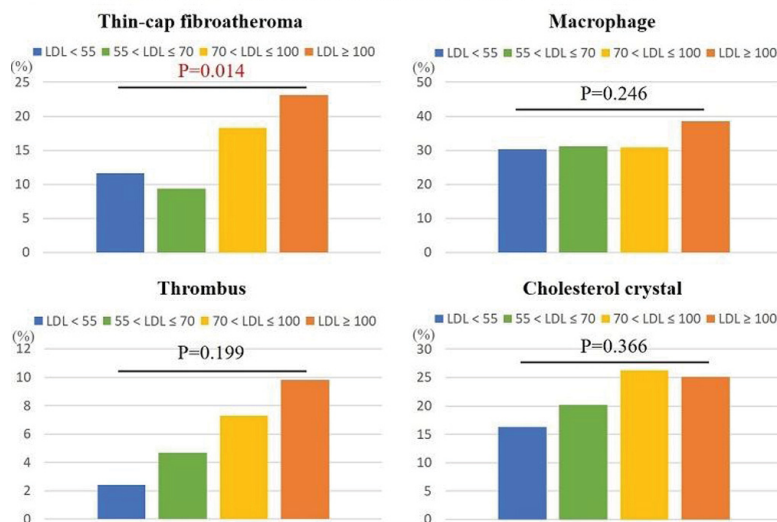 Thin-cap fibroatheroma
LDL < 55 55 < LDL ≤ 70 70 < LDL ≤ 100 LDL ≥ 100
(%)
P=0.014
25
20
15
10
5
0
Macrophage
LDL < 55 55 < LDL ≤ 70 70 < LDL ≤ 100 LDL ≥ 100
(%)
P=0.246
50
40
30
20
10
0
Thrombus
LDL < 55 55 < LDL ≤ 70 70 < LDL ≤ 100 LDL ≥ 100
(%)
P=0.199
12
10
8
6
4
2
0
Cholesterol crystal
LDL < 55 55 < LDL ≤ 70 70 < LDL ≤ 100 LDL ≥ 100
(%)
P=0.366
30
25
20
15
10
5
0